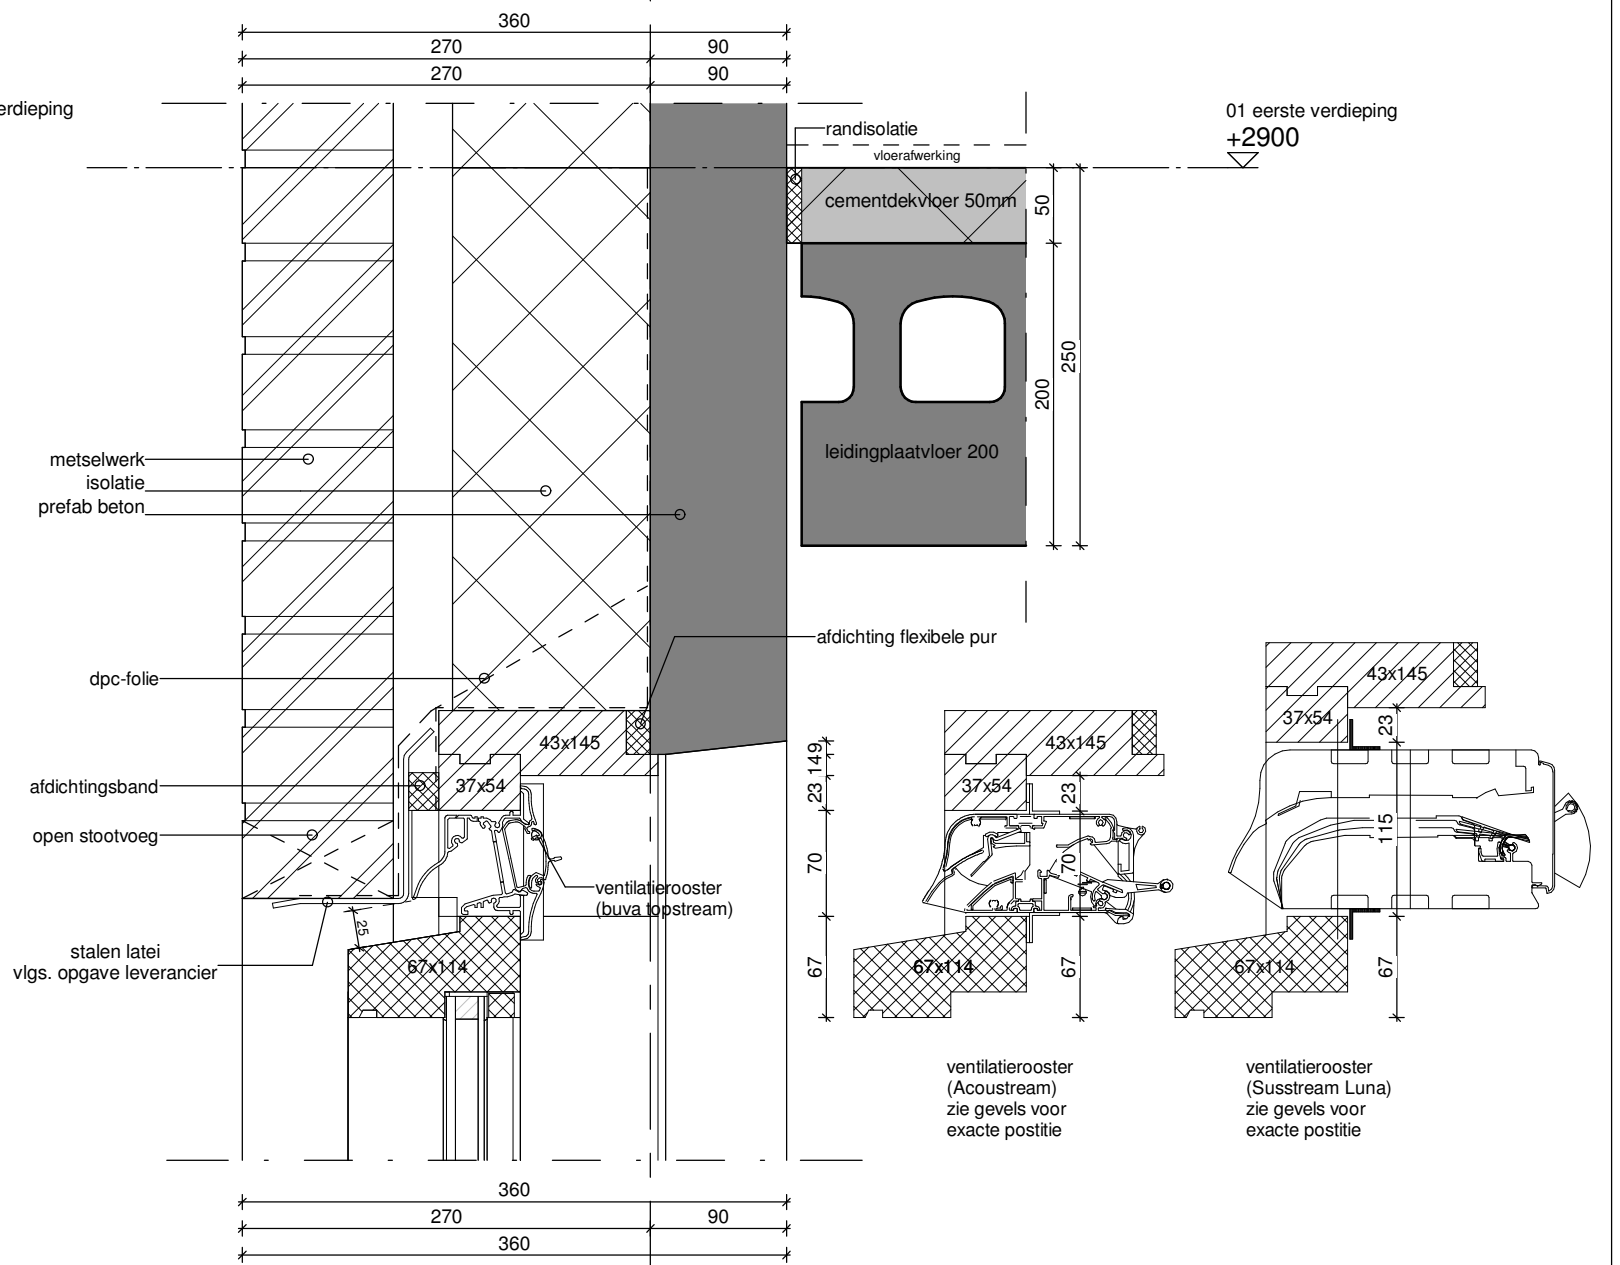 360
270
90
270
90
erdieping
01 eerste verdieping
+2900
randisolatie
vloerafwerking
cementdekvloer 50mm
50
250
200
leidingplaatvloer 200
metselwerk
isolatie
prefab beton
afdichting flexibele pur
dpc-folie
43x145
37x54
afdichtingsband
open stootvoeg
ventilatierooster
(buva topstream)
25
stalen latei
vlgs. opgave leverancier
67x114
9
14
23
70
67
43x145
37x54
23
70
67x114
67
43x145
37x54
23
115
67x114
67
ventilatierooster
(Acoustream)
zie gevels voor
exacte postitie
ventilatierooster
(Susstream Luna)
zie gevels voor
exacte postitie
360
270
90
360